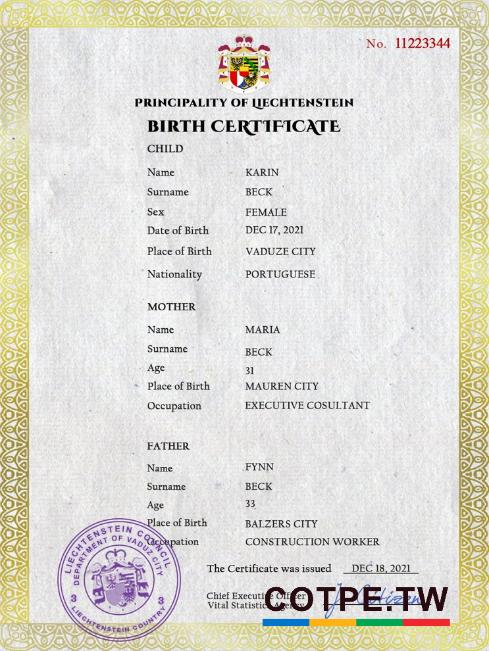 No. 11223344
PRINCIPALITY OF LIECHTENSTEIN
BIRTH CERTIFICATE
CHILD
Name KARIN
Surname BECK
Sex FEMALE
Date of Birth DEC 17, 2021
Place of Birth VADUZE CITY
Nationality PORTUGUESE
MOTHER
Name MARIA
Surname BECK
Age 31
Place of Birth MAUREN CITY
Occupation EXECUTIVE COSULTANT
FATHER
Name FYNN
Surname BECK
Age 33
Place of Birth BALZERS CITY
Occupation CONSTRUCTION WORKER
LIECHTENSTEIN COUNCIL
DEPARTMENT OF VADUZ CITY
3 3
LIECHTENSTEIN COUNTRY
The Certificate was issued DEC 18, 2021
Chief Executive Officer
Vital Statistics Agency
COTPE.TW